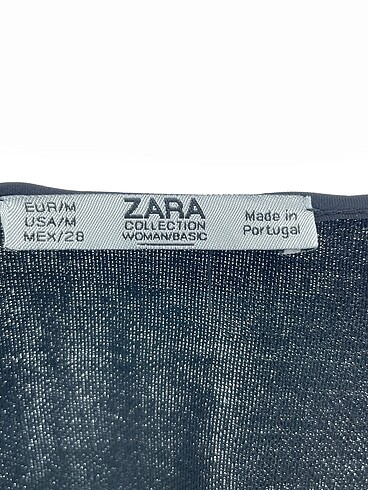 EUR/M
USA/M
MEX/28
ZARA
COLLECTION
WOMAN/BASIC
Made in
Portugal